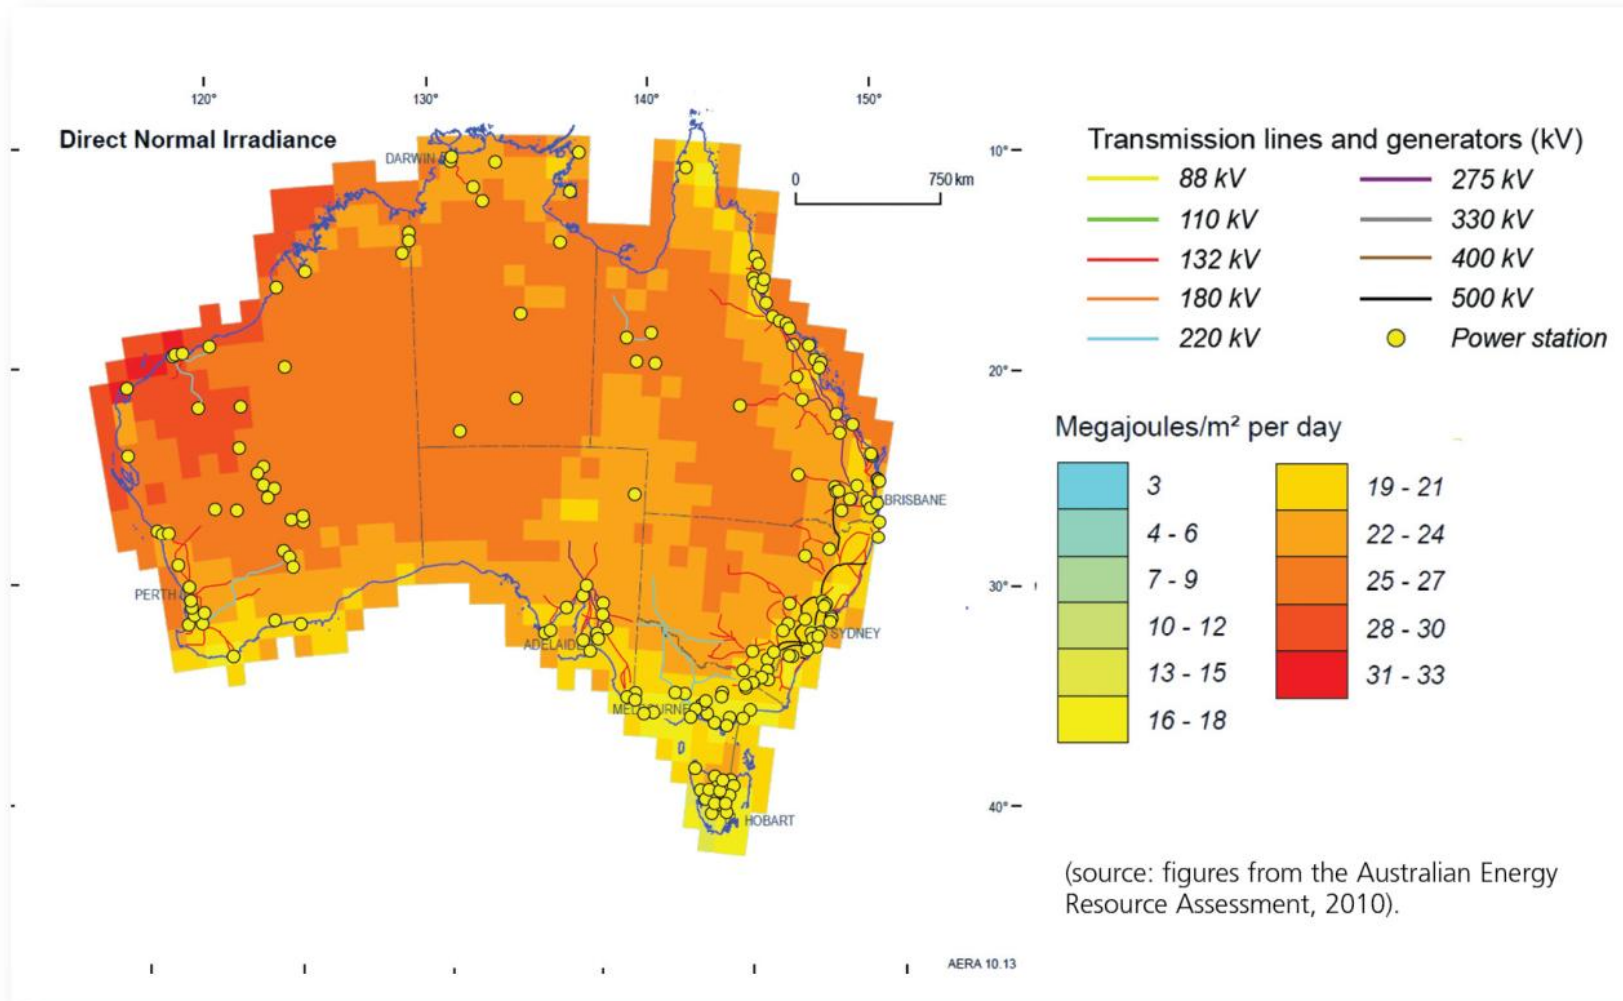 120°
130°
140°
150°
Direct Normal Irradiance
DARWIN
10°
0
750 km
20°
BRISBANE
30°
PERTH
SYDNEY
ADELAIDE
MELBOURNE
40°
HOBART
AERA 10.13
Transmission lines and generators (kV)
88 kV
275 kV
110 kV
330 kV
132 kV
400 kV
180 kV
500 kV
220 kV
Power station
Megajoules/m² per day
3
19 - 21
4 - 6
22 - 24
7 - 9
25 - 27
10 - 12
28 - 30
13 - 15
31 - 33
16 - 18
(source: figures from the Australian Energy
Resource Assessment, 2010).